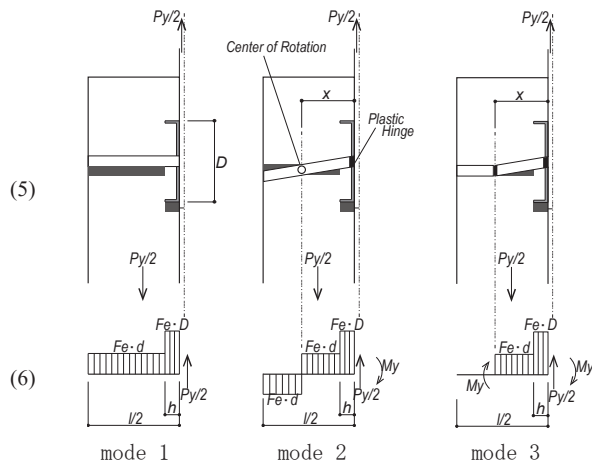 Py/2
Py/2
Py/2
Center of Rotation
x
x
Plastic
Hinge
D
(5)
Py/2
Py/2
Py/2
Fe·D
Fe·D
Fe·D
Fe·d
Fe·d
Fe·d
(6)
My
My
My
Fe·d
Py/2
Py/2
Py/2
h
h
h
l/2
l/2
l/2
mode 1
mode 2
mode 3